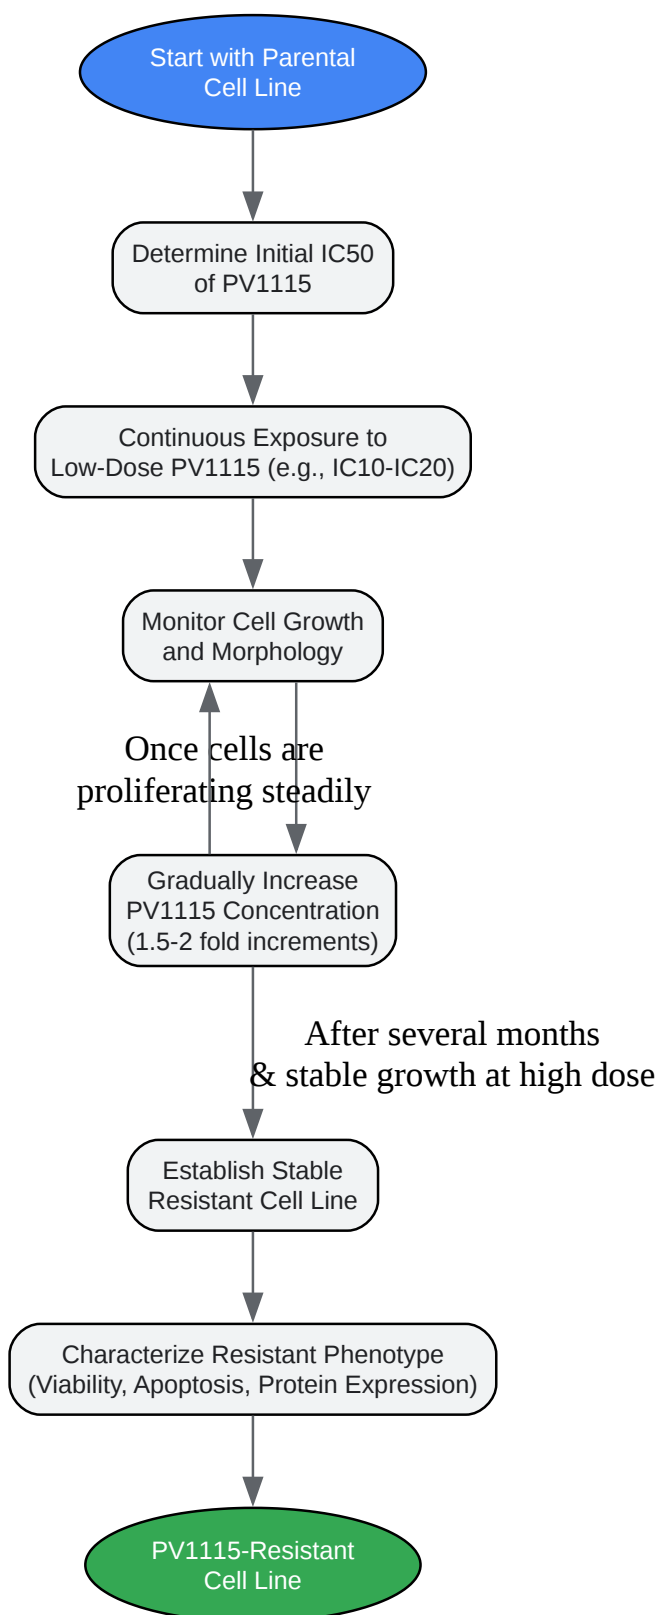 Start with Parental
Cell Line
Determine Initial IC50
of PV1115
Continuous Exposure to
Low-Dose PV1115 (e.g., IC10-IC20)
Monitor Cell Growth
and Morphology
Once cells are
proliferating steadily
Gradually Increase
PV1115 Concentration
(1.5-2 fold increments)
After several months
& stable growth at high dose
Establish Stable
Resistant Cell Line
Characterize Resistant Phenotype
(Viability, Apoptosis, Protein Expression)
PV1115-Resistant
Cell Line